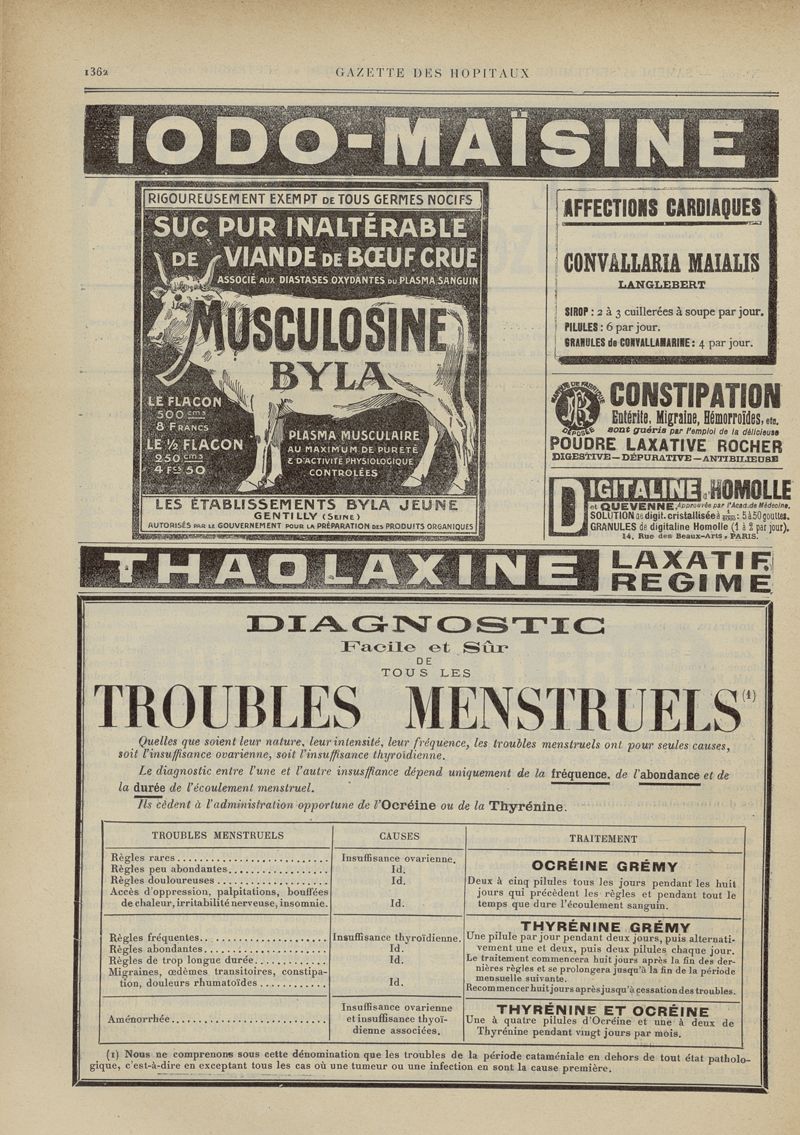 1362
GAZETTE DES HOPITAUX
IODO-MAÏSINE
RIGOUREUSEMENT EXEMPT DE TOUS GERMES NOCIFS
SUC PUR INALTÉRABLE
DE VIANDE DE BŒUF CRUE
ASSOCIÉ AUX DIASTASES OXYDANTES DU PLASMA SANGUIN
MUSCULOSINE
BYLA
LE FLACON
500 cm3
8 FRANCS
LE ½ FLACON
250 cm3
4 Frs 50
PLASMA MUSCULAIRE
AU MAXIMUM DE PURETÉ
& D'ACTIVITÉ PHYSIOLOGIQUE
CONTRÔLÉES
LES ÉTABLISSEMENTS BYLA JEUNE
GENTILLY (SEINE)
AUTORISÉS PAR LE GOUVERNEMENT POUR LA PRÉPARATION DES PRODUITS ORGANIQUES
AFFECTIONS CARDIAQUES
CONVALLARIA MAIALIS
LANGLEBERT
SIROP : 2 à 3 cuillerées à soupe par jour.
PILULES : 6 par jour.
GRANULES de CONVALLAMARINE : 4 par jour.
MARQUE DE FABRIQUE
DÉPOSÉE
CONSTIPATION
Entérite, Migraine, Hémorroïdes, etc.
sont guéris par l'emploi de la délicieuse
POUDRE LAXATIVE ROCHER
DIGESTIVE — DÉPURATIVE — ANTIBILIEUSE
DIGITALINE d'HOMOLLE
et QUEVENNE, Approuvée par l'Acad. de Médecine.
SOLUTION de digit. cristallisée à : 5 à 50 gouttes.
GRANULES de digitaline Homolle (1 à 2 par jour).
14, Rue des Beaux-Arts, PARIS.
THAOLAXINE
LAXATIF
REGIME
DIAGNOSTIC
Facile et Sûr
DE
TOUS LES
TROUBLES MENSTRUELS (1)
Quelles que soient leur nature, leur intensité, leur fréquence, les troubles menstruels ont pour seules causes,
soit l'insuffisance ovarienne, soit l'insuffisance thyroïdienne.
Le diagnostic entre l'une et l'autre insusffiance dépend uniquement de la fréquence, de l'abondance et de
la durée de l'écoulement menstruel.
Ils cèdent à l'administration opportune de l'Ocréine ou de la Thyrénine.
TROUBLES MENSTRUELS
CAUSES
TRAITEMENT
Règles rares..........................
Insuffisance ovarienne.
Règles peu abondantes..................
Id.
Règles douloureuses....................
Id.
Accès d'oppression, palpitations, bouffées
de chaleur, irritabilité nerveuse, insomnie.
Id.
OCRÉINE GRÉMY
Deux à cinq pilules tous les jours pendant les huit
jours qui précèdent les règles et pendant tout le
temps que dure l'écoulement sanguin.
Règles fréquentes......................
Insuffisance thyroïdienne.
Règles abondantes......................
Id.
Règles de trop longue durée.............
Id.
Migraines, œdèmes transitoires, constipa-
tion, douleurs rhumatoïdes............
Id.
THYRÉNINE GRÉMY
Une pilule par jour pendant deux jours, puis alternati-
vement une et deux, puis deux pilules chaque jour.
Le traitement commencera huit jours après la fin des der-
nières règles et se prolongera jusqu'à la fin de la période
mensuelle suivante.
Recommencer huit jours après jusqu'à cessation des troubles.
Aménorrhée...........................
Insuffisance ovarienne
et insuffisance thyoï-
dienne associées.
THYRÉNINE ET OCRÉINE
Une à quatre pilules d'Ocréine et une à deux de
Thyrénine pendant vingt jours par mois.
(1) Nous ne comprenons sous cette dénomination que les troubles de la période cataméniale en dehors de tout état patholo-
gique, c'est-à-dire en exceptant tous les cas où une tumeur ou une infection en sont la cause première.